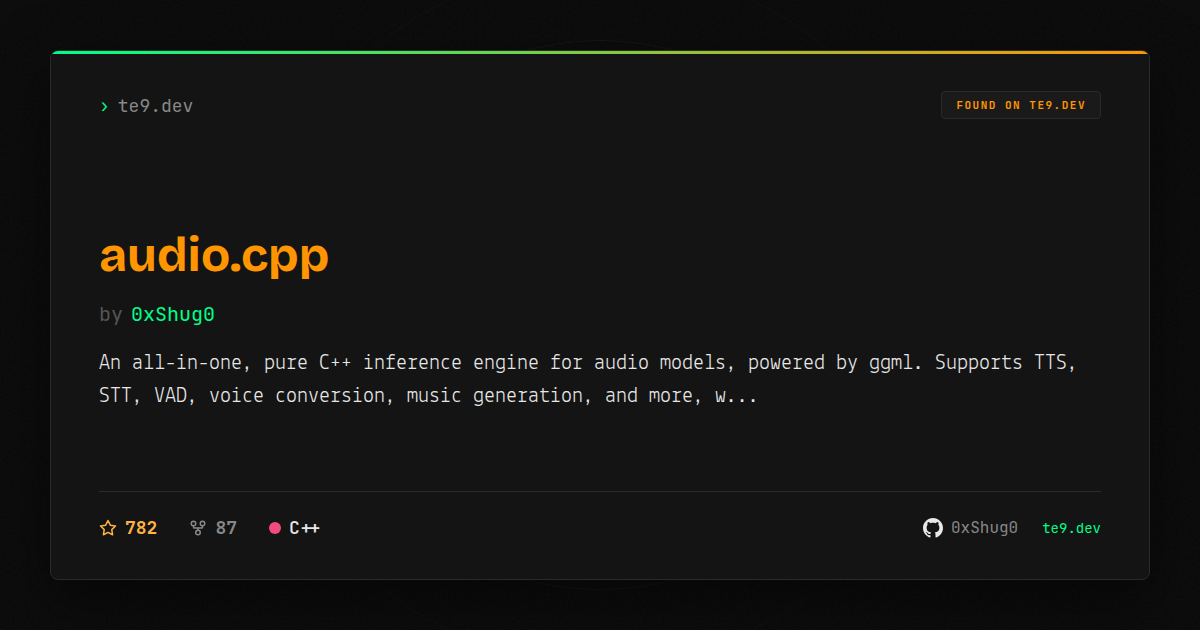 › te9.dev
FOUND ON TE9.DEV
audio.cpp
by 0xShug0
An all-in-one, pure C++ inference engine for audio models, powered by ggml. Supports TTS,
STT, VAD, voice conversion, music generation, and more, w...
782 87 C++ 0xShug0 te9.dev